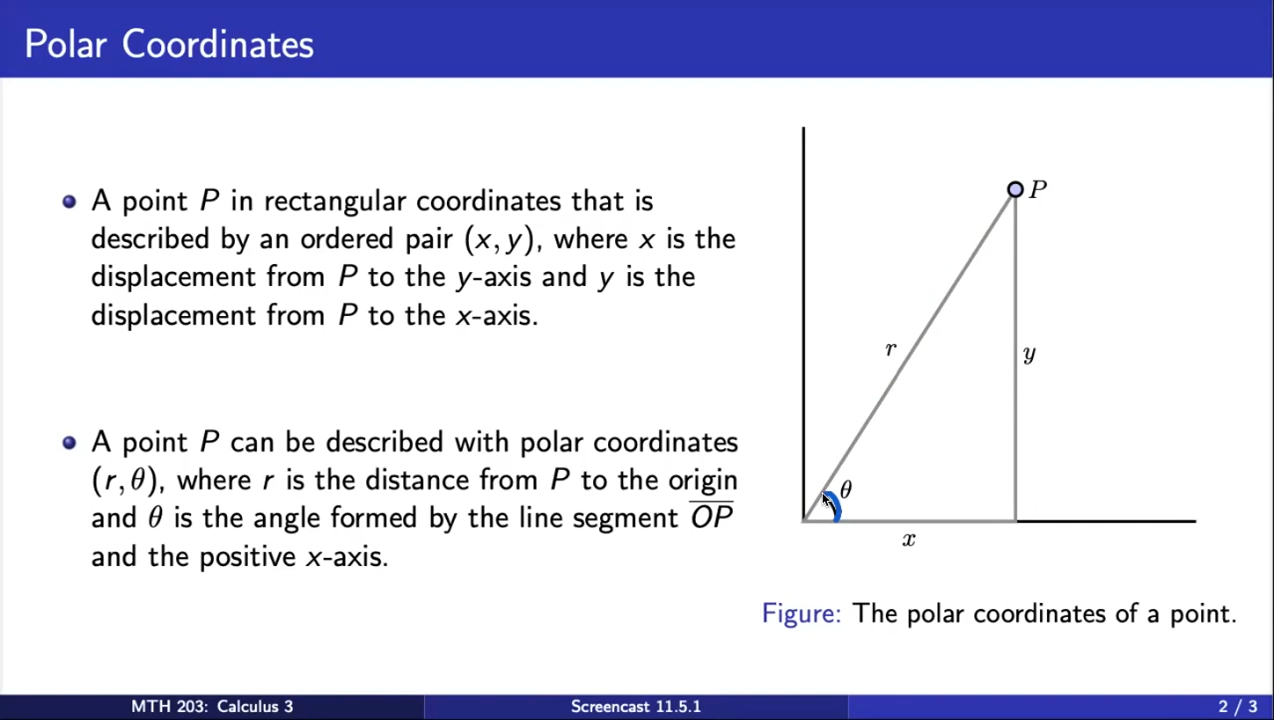 Polar Coordinates
A point P in rectangular coordinates that is
described by an ordered pair (x, y), where x is the
displacement from P to the y-axis and y is the
displacement from P to the x-axis.
A point P can be described with polar coordinates
(r, θ), where r is the distance from P to the origin
and θ is the angle formed by the line segment O̅P̅
and the positive x-axis.
P
r
y
θ
x
Figure: The polar coordinates of a point.
MTH 203: Calculus 3
Screencast 11.5.1
2 / 3